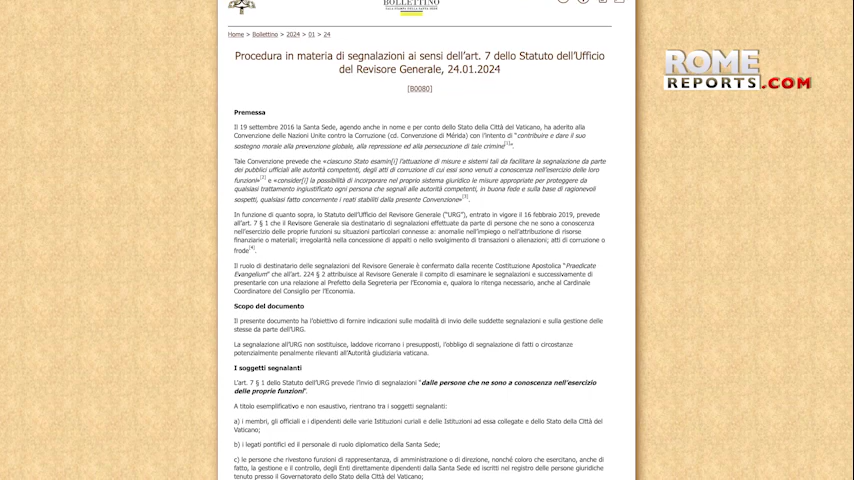 BOLLETTINO
SALA STAMPA DELLA SANTA SEDE
Home > Bollettino > 2024 > 01 > 24
Procedura in materia di segnalazioni ai sensi dell'art. 7 dello Statuto dell'Ufficio
del Revisore Generale, 24.01.2024
[B0080]
ROME
REPORTS.COM
Premessa
Il 19 settembre 2016 la Santa Sede, agendo anche in nome e per conto dello Stato della Città del Vaticano, ha aderito alla
Convenzione delle Nazioni Unite contro la Corruzione (cd. Convenzione di Mérida) con l'intento di "contribuire e dare il suo
sostegno morale alla prevenzione globale, alla repressione ed alla persecuzione di tale crimine[1]".
Tale Convenzione prevede che «ciascuno Stato esamin[i] l'attuazione di misure e sistemi tali da facilitare la segnalazione da parte
dei pubblici ufficiali alle autorità competenti, degli atti di corruzione di cui essi sono venuti a conoscenza nell'esercizio delle loro
funzioni»[2] e «consider[i] la possibilità di incorporare nel proprio sistema giuridico le misure appropriate per proteggere da
qualsiasi trattamento ingiustificato ogni persona che segnali alle autorità competenti, in buona fede e sulla base di ragionevoli
sospetti, qualsiasi fatto concernente i reati stabiliti dalla presente Convenzione»[3].
In funzione di quanto sopra, lo Statuto dell'Ufficio del Revisore Generale ("URG"), entrato in vigore il 16 febbraio 2019, prevede
all'art. 7 § 1 che il Revisore Generale sia destinatario di segnalazioni effettuate da parte di persone che ne sono a conoscenza
nell'esercizio delle proprie funzioni su situazioni particolari connesse a: anomalie nell'impiego o nell'attribuzione di risorse
finanziarie o materiali; irregolarità nella concessione di appalti o nello svolgimento di transazioni o alienazioni; atti di corruzione o
frode[4].
Il ruolo di destinatario delle segnalazioni del Revisore Generale è confermato dalla recente Costituzione Apostolica "Praedicate
Evangelium" che all'art. 224 § 2 attribuisce al Revisore Generale il compito di esaminare le segnalazioni e successivamente di
presentarle con una relazione al Prefetto della Segreteria per l'Economia e, qualora lo ritenga necessario, anche al Cardinale
Coordinatore del Consiglio per l'Economia.
Scopo del documento
Il presente documento ha l'obiettivo di fornire indicazioni sulle modalità di invio delle suddette segnalazioni e sulla gestione delle
stesse da parte dell'URG.
La segnalazione all'URG non sostituisce, laddove ricorrano i presupposti, l'obbligo di segnalazione di fatti o circostanze
potenzialmente penalmente rilevanti all'Autorità giudiziaria vaticana.
I soggetti segnalanti
L'art. 7 § 1 dello Statuto dell'URG prevede l'invio di segnalazioni "dalle persone che ne sono a conoscenza nell'esercizio
delle proprie funzioni".
A titolo esemplificativo e non esaustivo, rientrano tra i soggetti segnalanti:
a) i membri, gli officiali e i dipendenti delle varie Istituzioni curiali e delle Istituzioni ad essa collegate e dello Stato della Città del
Vaticano;
b) i legati pontifici ed il personale di ruolo diplomatico della Santa Sede;
c) le persone che rivestono funzioni di rappresentanza, di amministrazione o di direzione, nonché coloro che esercitano, anche di
fatto, la gestione e il controllo, degli Enti direttamente dipendenti dalla Santa Sede ed iscritti nel registro delle persone giuridiche
tenuto presso il Governatorato dello Stato della Città del Vaticano;